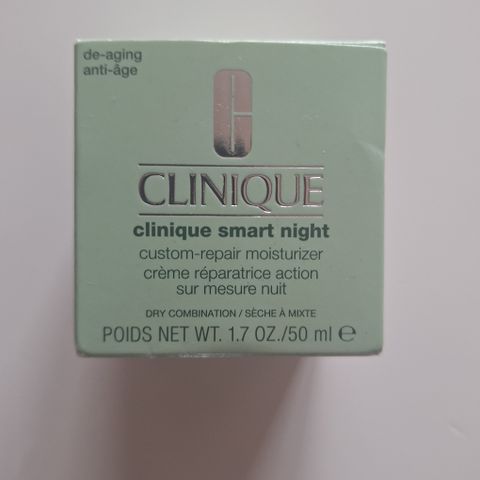 de-aging
anti-âge
CLINIQUE
clinique smart night
custom-repair moisturizer
crème réparatrice action
sur mesure nuit
DRY COMBINATION / SÈCHE À MIXTE
POIDS NET WT. 1.7 OZ./50 ml ℮